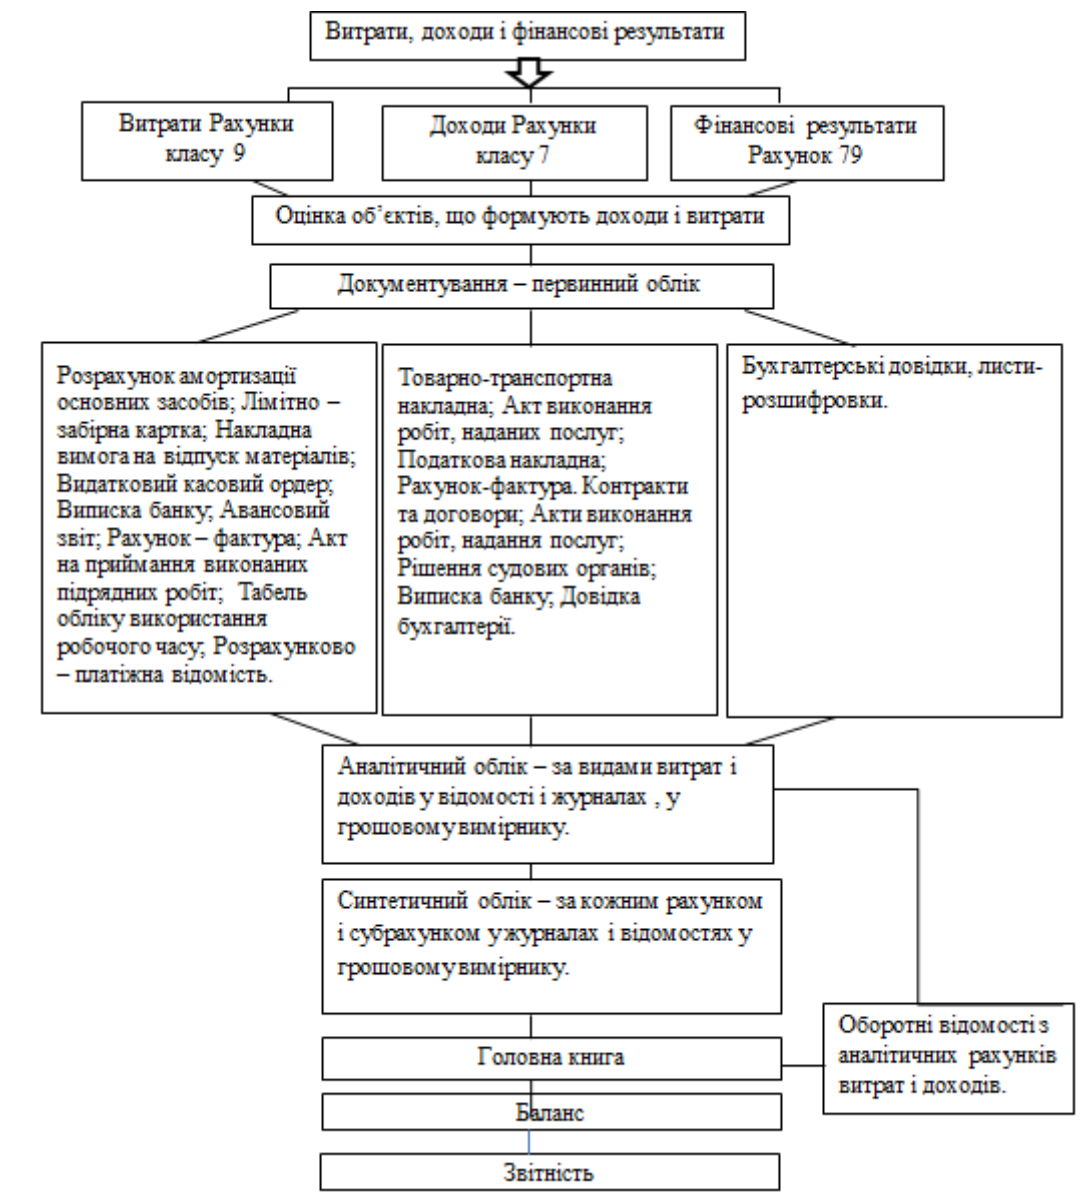 Витрати, доходи і фінансові результати
Витрати Рахунки
класу 9
Доходи Рахунки
класу 7
Фінансові результати
Рахунок 79
Оцінка об’єктів, що формують доходи і витрати
Документування – первинний облік
Розрахунок амортизації
основних засобів; Лімітно –
забірна картка; Накладна
вимога на відпуск матеріалів;
Видатковий касовий ордер;
Виписка банку; Авансовий
звіт; Рахунок – фактура; Акт
на приймання виконаних
підрядних робіт; Табель
обліку використання
робочого часу; Розрахунково
– платіжна відомість.
Товарно-транспортна
накладна; Акт виконання
робіт, наданих послуг;
Податкова накладна;
Рахунок-фактура. Контракти
та договори; Акти виконання
робіт, надання послуг;
Рішення судових органів;
Виписка банку; Довідка
бухгалтерії.
Бухгалтерські довідки, листи-
розшифровки.
Аналітичний облік – за видами витрат і
доходів у відомості і журналах , у
грошовому вимірнику.
Синтетичний облік – за кожним рахунком
і субрахунком у журналах і відомостях у
грошовому вимірнику.
Оборотні відомості з
аналітичних рахунків
витрат і доходів.
Головна книга
Баланс
Звітність